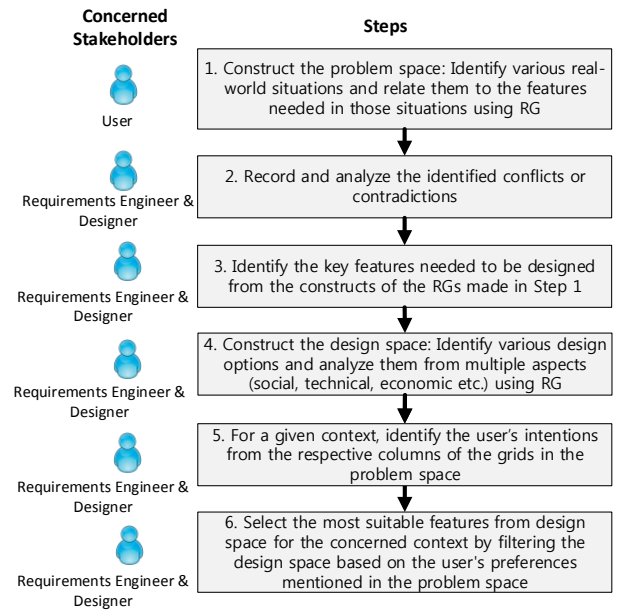 Concerned
Stakeholders
Steps
User
1. Construct the problem space: Identify various real-
world situations and relate them to the features
needed in those situations using RG
Requirements Engineer &
Designer
2. Record and analyze the identified conflicts or
contradictions
Requirements Engineer &
Designer
3. Identify the key features needed to be designed
from the constructs of the RGs made in Step 1
Requirements Engineer &
Designer
4. Construct the design space: Identify various design
options and analyze them from multiple aspects
(social, technical, economic etc.) using RG
Requirements Engineer &
Designer
5. For a given context, identify the user's intentions
from the respective columns of the grids in the
problem space
Requirements Engineer &
Designer
6. Select the most suitable features from design
space for the concerned context by filtering the
design space based on the user's preferences
mentioned in the problem space